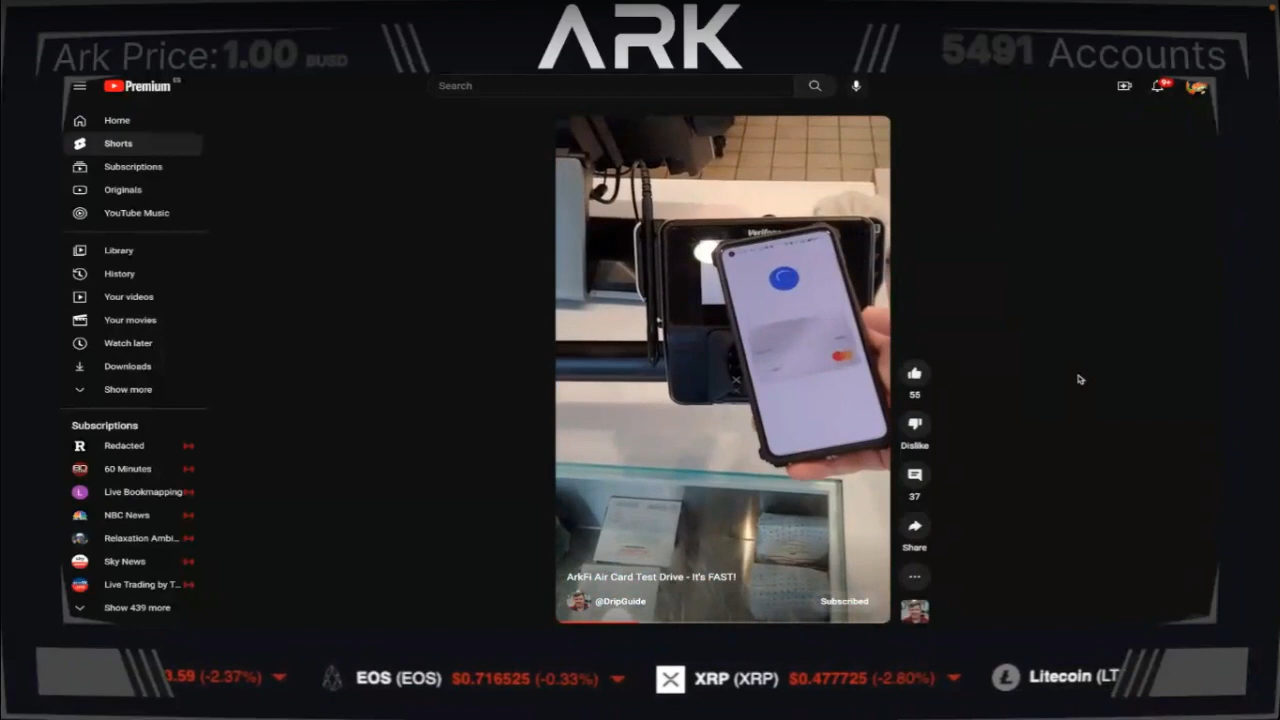 ARK
Ark Price:1.00 BUSD
5491 Accounts
Premium
Search
9+
Home
Shorts
Subscriptions
Originals
YouTube Music
Library
History
Your videos
Your movies
Watch later
Downloads
Show more
Subscriptions
R Redacted
60 Minutes
L Live Bookmapping
NBC News
Relaxation Ambi...
Sky News
Live Trading by T...
Show 439 more
Verifone
55
Dislike
37
Share
ArkFi Air Card Test Drive - It's FAST!
@DripGuide
Subscribed
3.59 (-2.37%)
EOS (EOS) $0.716525 (-0.33%)
XRP (XRP) $0.477725 (-2.80%)
Litecoin (LT